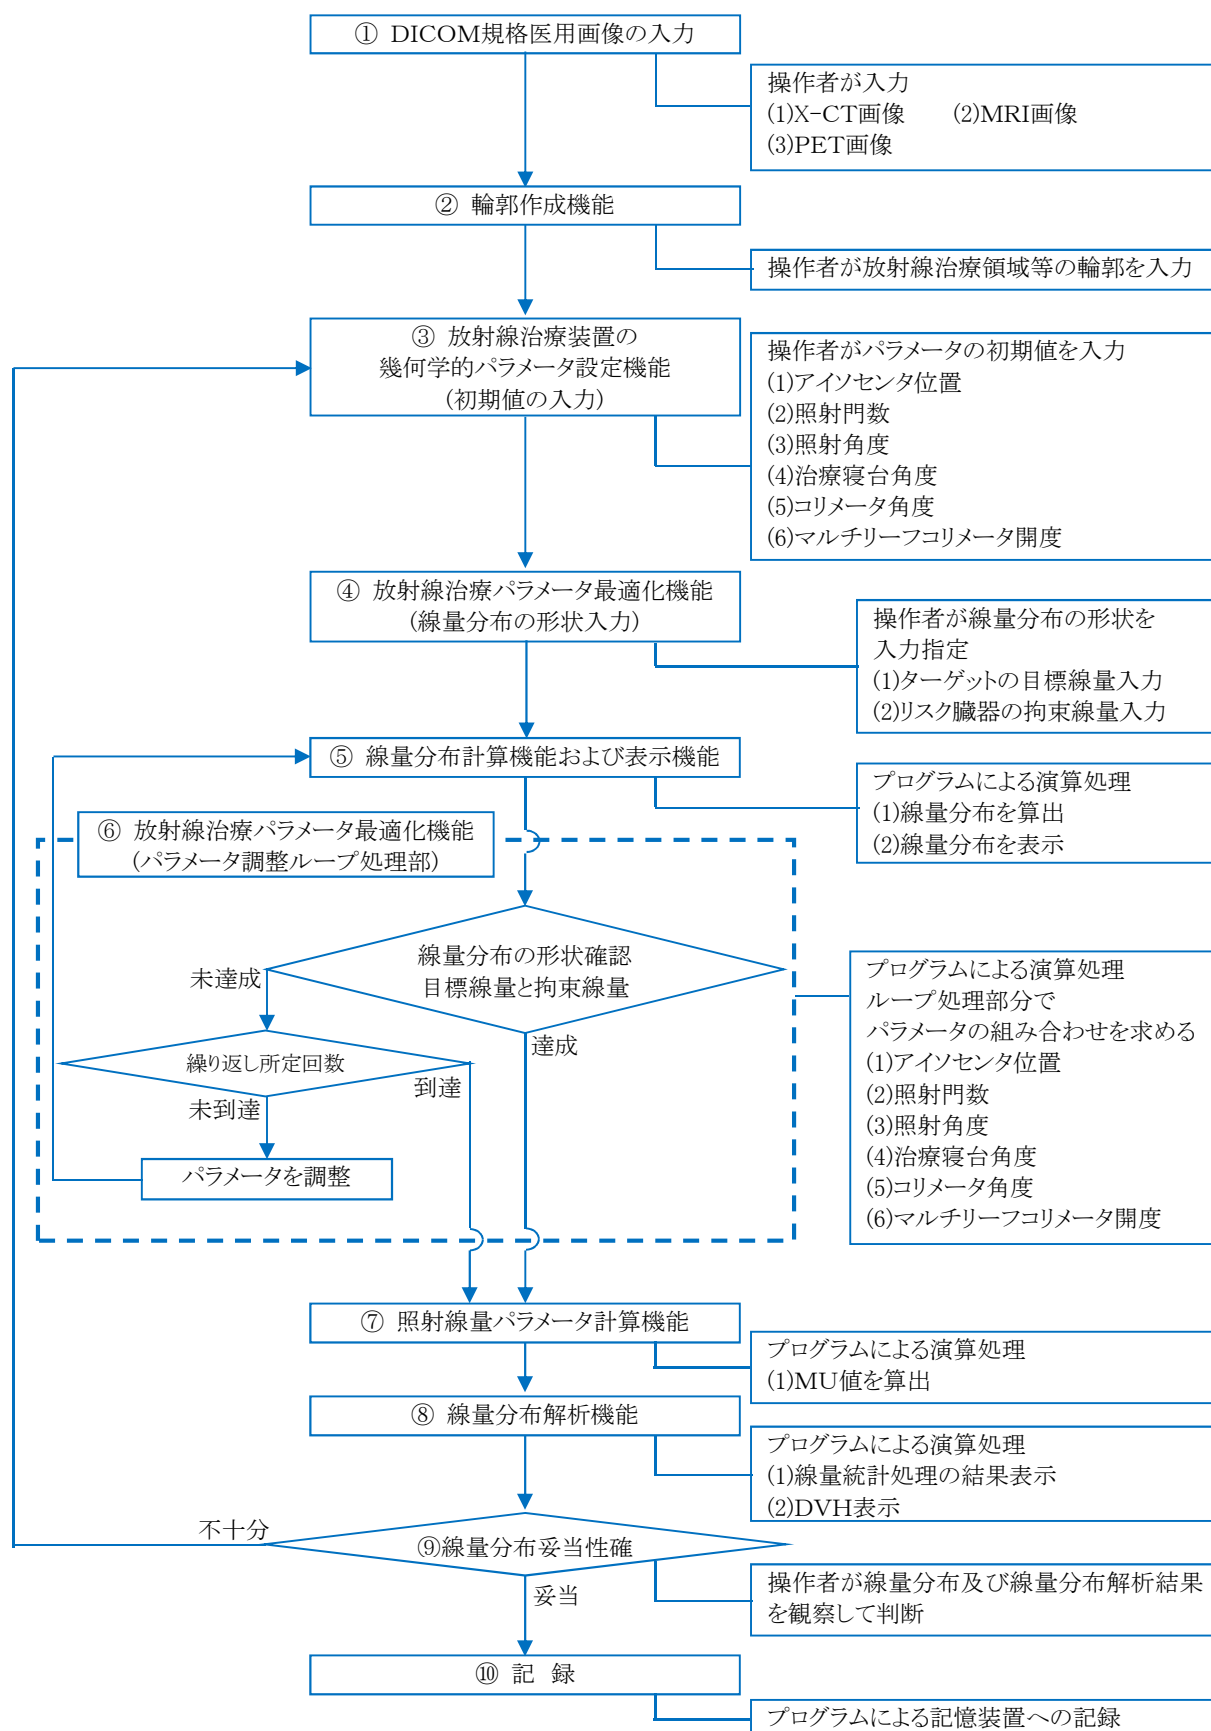 ① DICOM規格医用画像の入力
操作者が入力
(1)X-CT画像 (2)MRI画像
(3)PET画像
② 輪郭作成機能
操作者が放射線治療領域等の輪郭を入力
③ 放射線治療装置の
幾何学的パラメータ設定機能
(初期値の入力)
操作者がパラメータの初期値を入力
(1)アイソセンタ位置
(2)照射門数
(3)照射角度
(4)治療寝台角度
(5)コリメータ角度
(6)マルチリーフコリメータ開度
④ 放射線治療パラメータ最適化機能
(線量分布の形状入力)
操作者が線量分布の形状を
入力指定
(1)ターゲットの目標線量入力
(2)リスク臓器の拘束線量入力
⑤ 線量分布計算機能および表示機能
プログラムによる演算処理
(1)線量分布を算出
(2)線量分布を表示
⑥ 放射線治療パラメータ最適化機能
(パラメータ調整ループ処理部)
線量分布の形状確認
目標線量と拘束線量
未達成
達成
繰り返し所定回数
到達
未到達
パラメータを調整
プログラムによる演算処理
ループ処理部分で
パラメータの組み合わせを求める
(1)アイソセンタ位置
(2)照射門数
(3)照射角度
(4)治療寝台角度
(5)コリメータ角度
(6)マルチリーフコリメータ開度
⑦ 照射線量パラメータ計算機能
プログラムによる演算処理
(1)MU値を算出
⑧ 線量分布解析機能
プログラムによる演算処理
(1)線量統計処理の結果表示
(2)DVH表示
不十分
⑨線量分布妥当性確
妥当
操作者が線量分布及び線量分布解析結果
を観察して判断
⑩ 記 録
プログラムによる記憶装置への記録